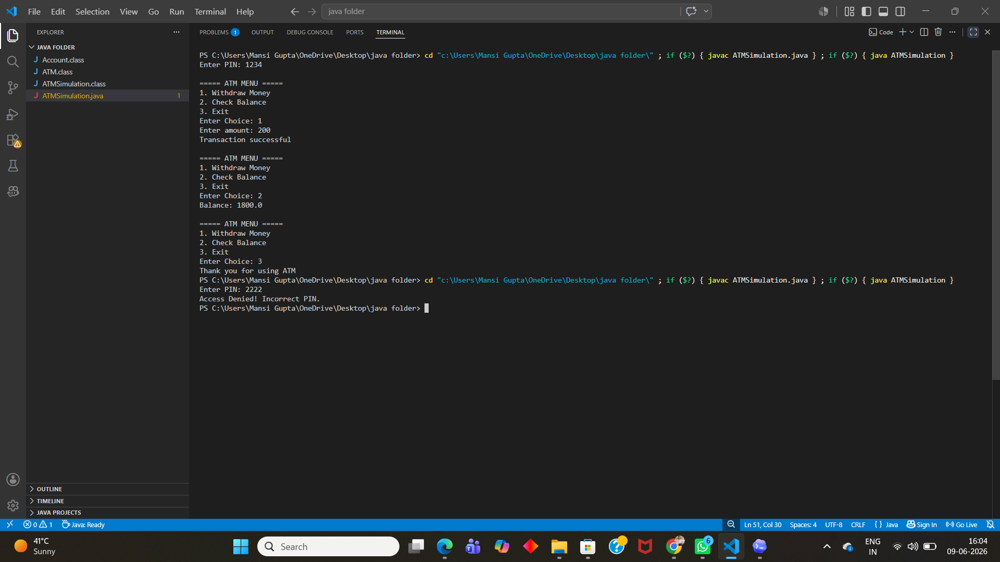 File Edit Selection View Go Run Terminal Help
java folder
EXPLORER
JAVA FOLDER
Account.class
ATM.class
ATMSimulation.class
ATMSimulation.java 1
PROBLEMS 1 OUTPUT DEBUG CONSOLE PORTS TERMINAL
Code
PS C:\Users\Mansi Gupta\OneDrive\Desktop\java folder> cd "c:\Users\Mansi Gupta\OneDrive\Desktop\java folder\" ; if ($?) { javac ATMSimulation.java } ; if ($?) { java ATMSimulation }
Enter PIN: 1234
===== ATM MENU =====
1. Withdraw Money
2. Check Balance
3. Exit
Enter Choice: 1
Enter amount: 200
Transaction successful
===== ATM MENU =====
1. Withdraw Money
2. Check Balance
3. Exit
Enter Choice: 2
Balance: 1800.0
===== ATM MENU =====
1. Withdraw Money
2. Check Balance
3. Exit
Enter Choice: 3
Thank you for using ATM
PS C:\Users\Mansi Gupta\OneDrive\Desktop\java folder> cd "c:\Users\Mansi Gupta\OneDrive\Desktop\java folder\" ; if ($?) { javac ATMSimulation.java } ; if ($?) { java ATMSimulation }
Enter PIN: 2222
Access Denied! Incorrect PIN.
PS C:\Users\Mansi Gupta\OneDrive\Desktop\java folder>
OUTLINE
TIMELINE
JAVA PROJECTS
0 1 Java: Ready
Ln 51, Col 30 Spaces: 4 UTF-8 CRLF { } Java Sign In Go Live
41°C
Sunny
Search
6
ENG
IN
16:04
09-06-2026